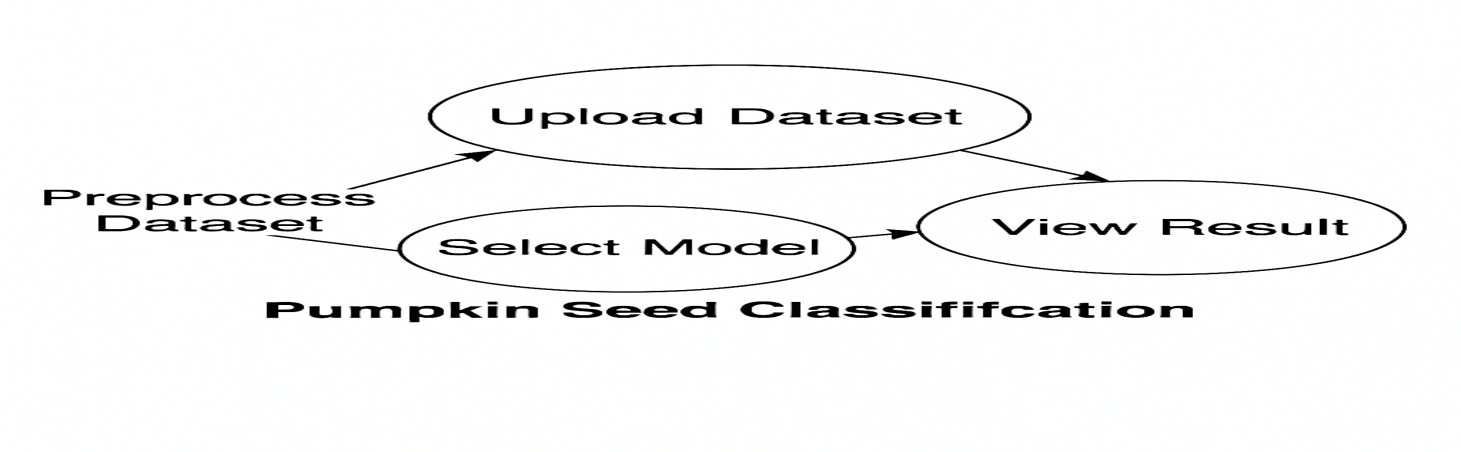 Upload Dataset
Preprocess
Dataset
Select Model
View Result
Pumpkin Seed Classififcation